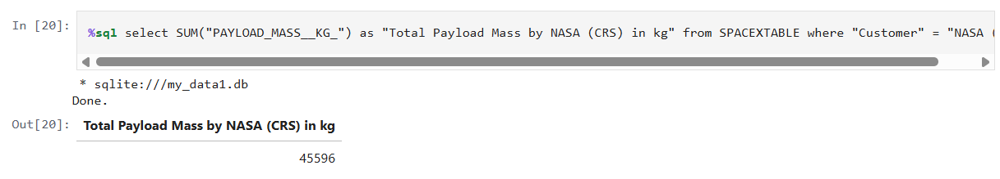 In [20]:
%sql select SUM("PAYLOAD_MASS__KG_") as "Total Payload Mass by NASA (CRS) in kg" from SPACEXTABLE where "Customer" = "NASA (
* sqlite:///my_data1.db
Done.
Out[20]:
Total Payload Mass by NASA (CRS) in kg
45596